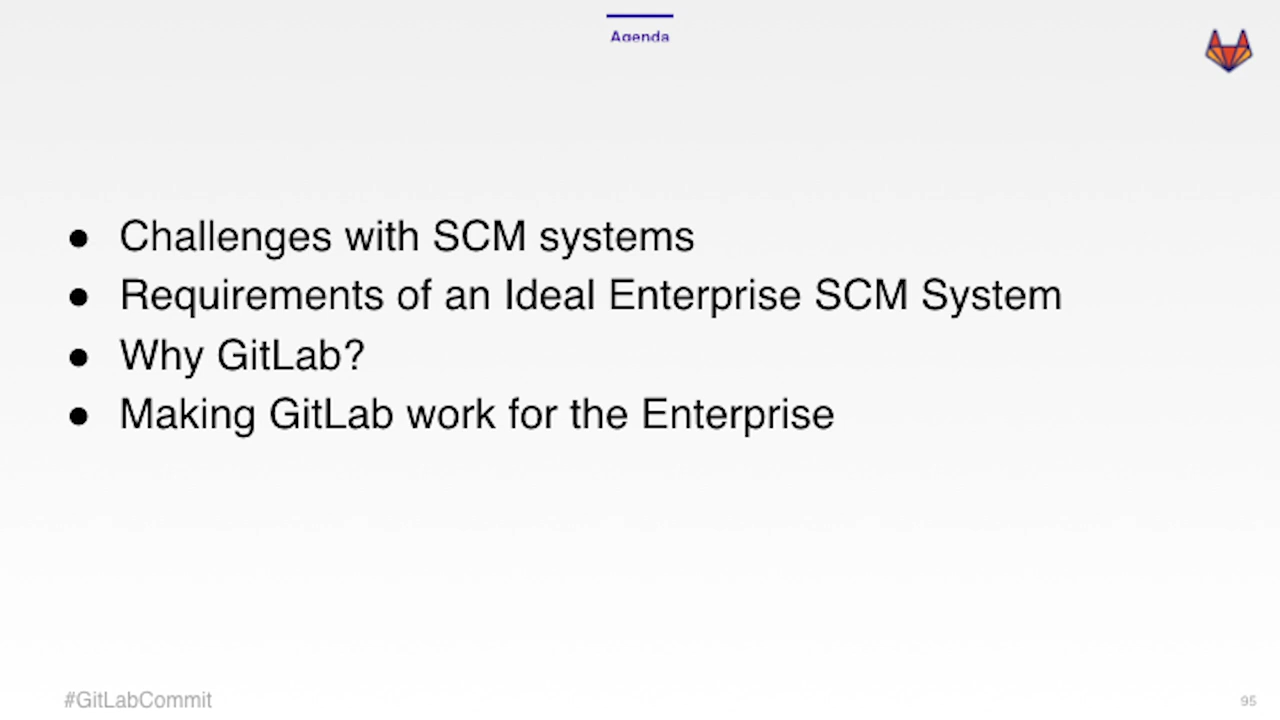 Agenda
● Challenges with SCM systems
● Requirements of an Ideal Enterprise SCM System
● Why GitLab?
● Making GitLab work for the Enterprise
#GitLabCommit
95